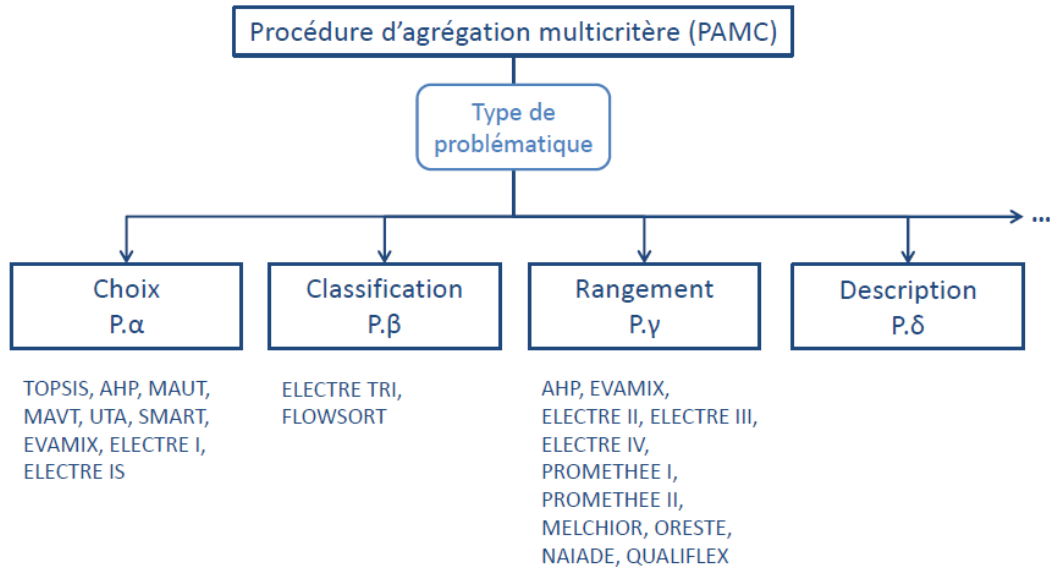 Procédure d'agrégation multicritère (PAMC)
Type de
problématique
...
Choix
P.α
Classification
P.β
Rangement
P.γ
Description
P.δ
TOPSIS, AHP, MAUT,
MAVT, UTA, SMART,
EVAMIX, ELECTRE I,
ELECTRE IS
ELECTRE TRI,
FLOWSORT
AHP, EVAMIX,
ELECTRE II, ELECTRE III,
ELECTRE IV,
PROMETHEE I,
PROMETHEE II,
MELCHIOR, ORESTE,
NAIADE, QUALIFLEX